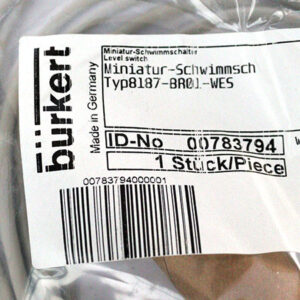 bürkert
Made in Germany
Miniatur-Schwimmschalter
Level switch
Miniatur-Schwimmsch
Typ8187-BR01-WES
ID-No 00783794
1 Stück/Piece
00783794000001